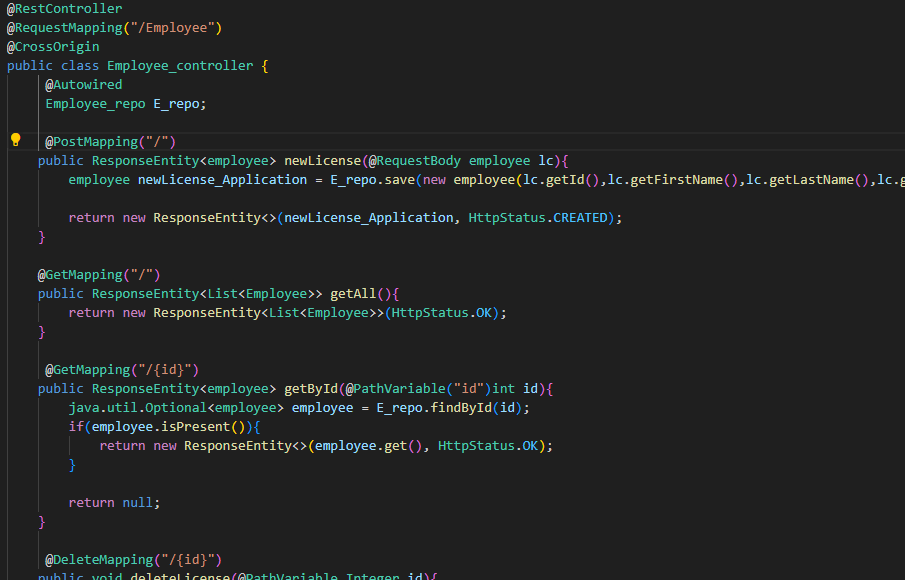 @RestController
@RequestMapping("/Employee")
@CrossOrigin
public class Employee_controller {
@Autowired
Employee_repo E_repo;
@PostMapping("/")
public ResponseEntity<employee> newLicense(@RequestBody employee lc){
employee newLicense_Application = E_repo.save(new employee(lc.getId(),lc.getFirstName(),lc.getLastName(),lc.g
return new ResponseEntity<>(newLicense_Application, HttpStatus.CREATED);
}
@GetMapping("/")
public ResponseEntity<List<Employee>> getAll(){
return new ResponseEntity<List<Employee>>(HttpStatus.OK);
}
@GetMapping("/{id}")
public ResponseEntity<employee> getById(@PathVariable("id")int id){
java.util.Optional<employee> employee = E_repo.findById(id);
if(employee.isPresent()){
return new ResponseEntity<>(employee.get(), HttpStatus.OK);
}
return null;
}
@DeleteMapping("/{id}")
public void deleteLicense(@PathVariable Integer id){